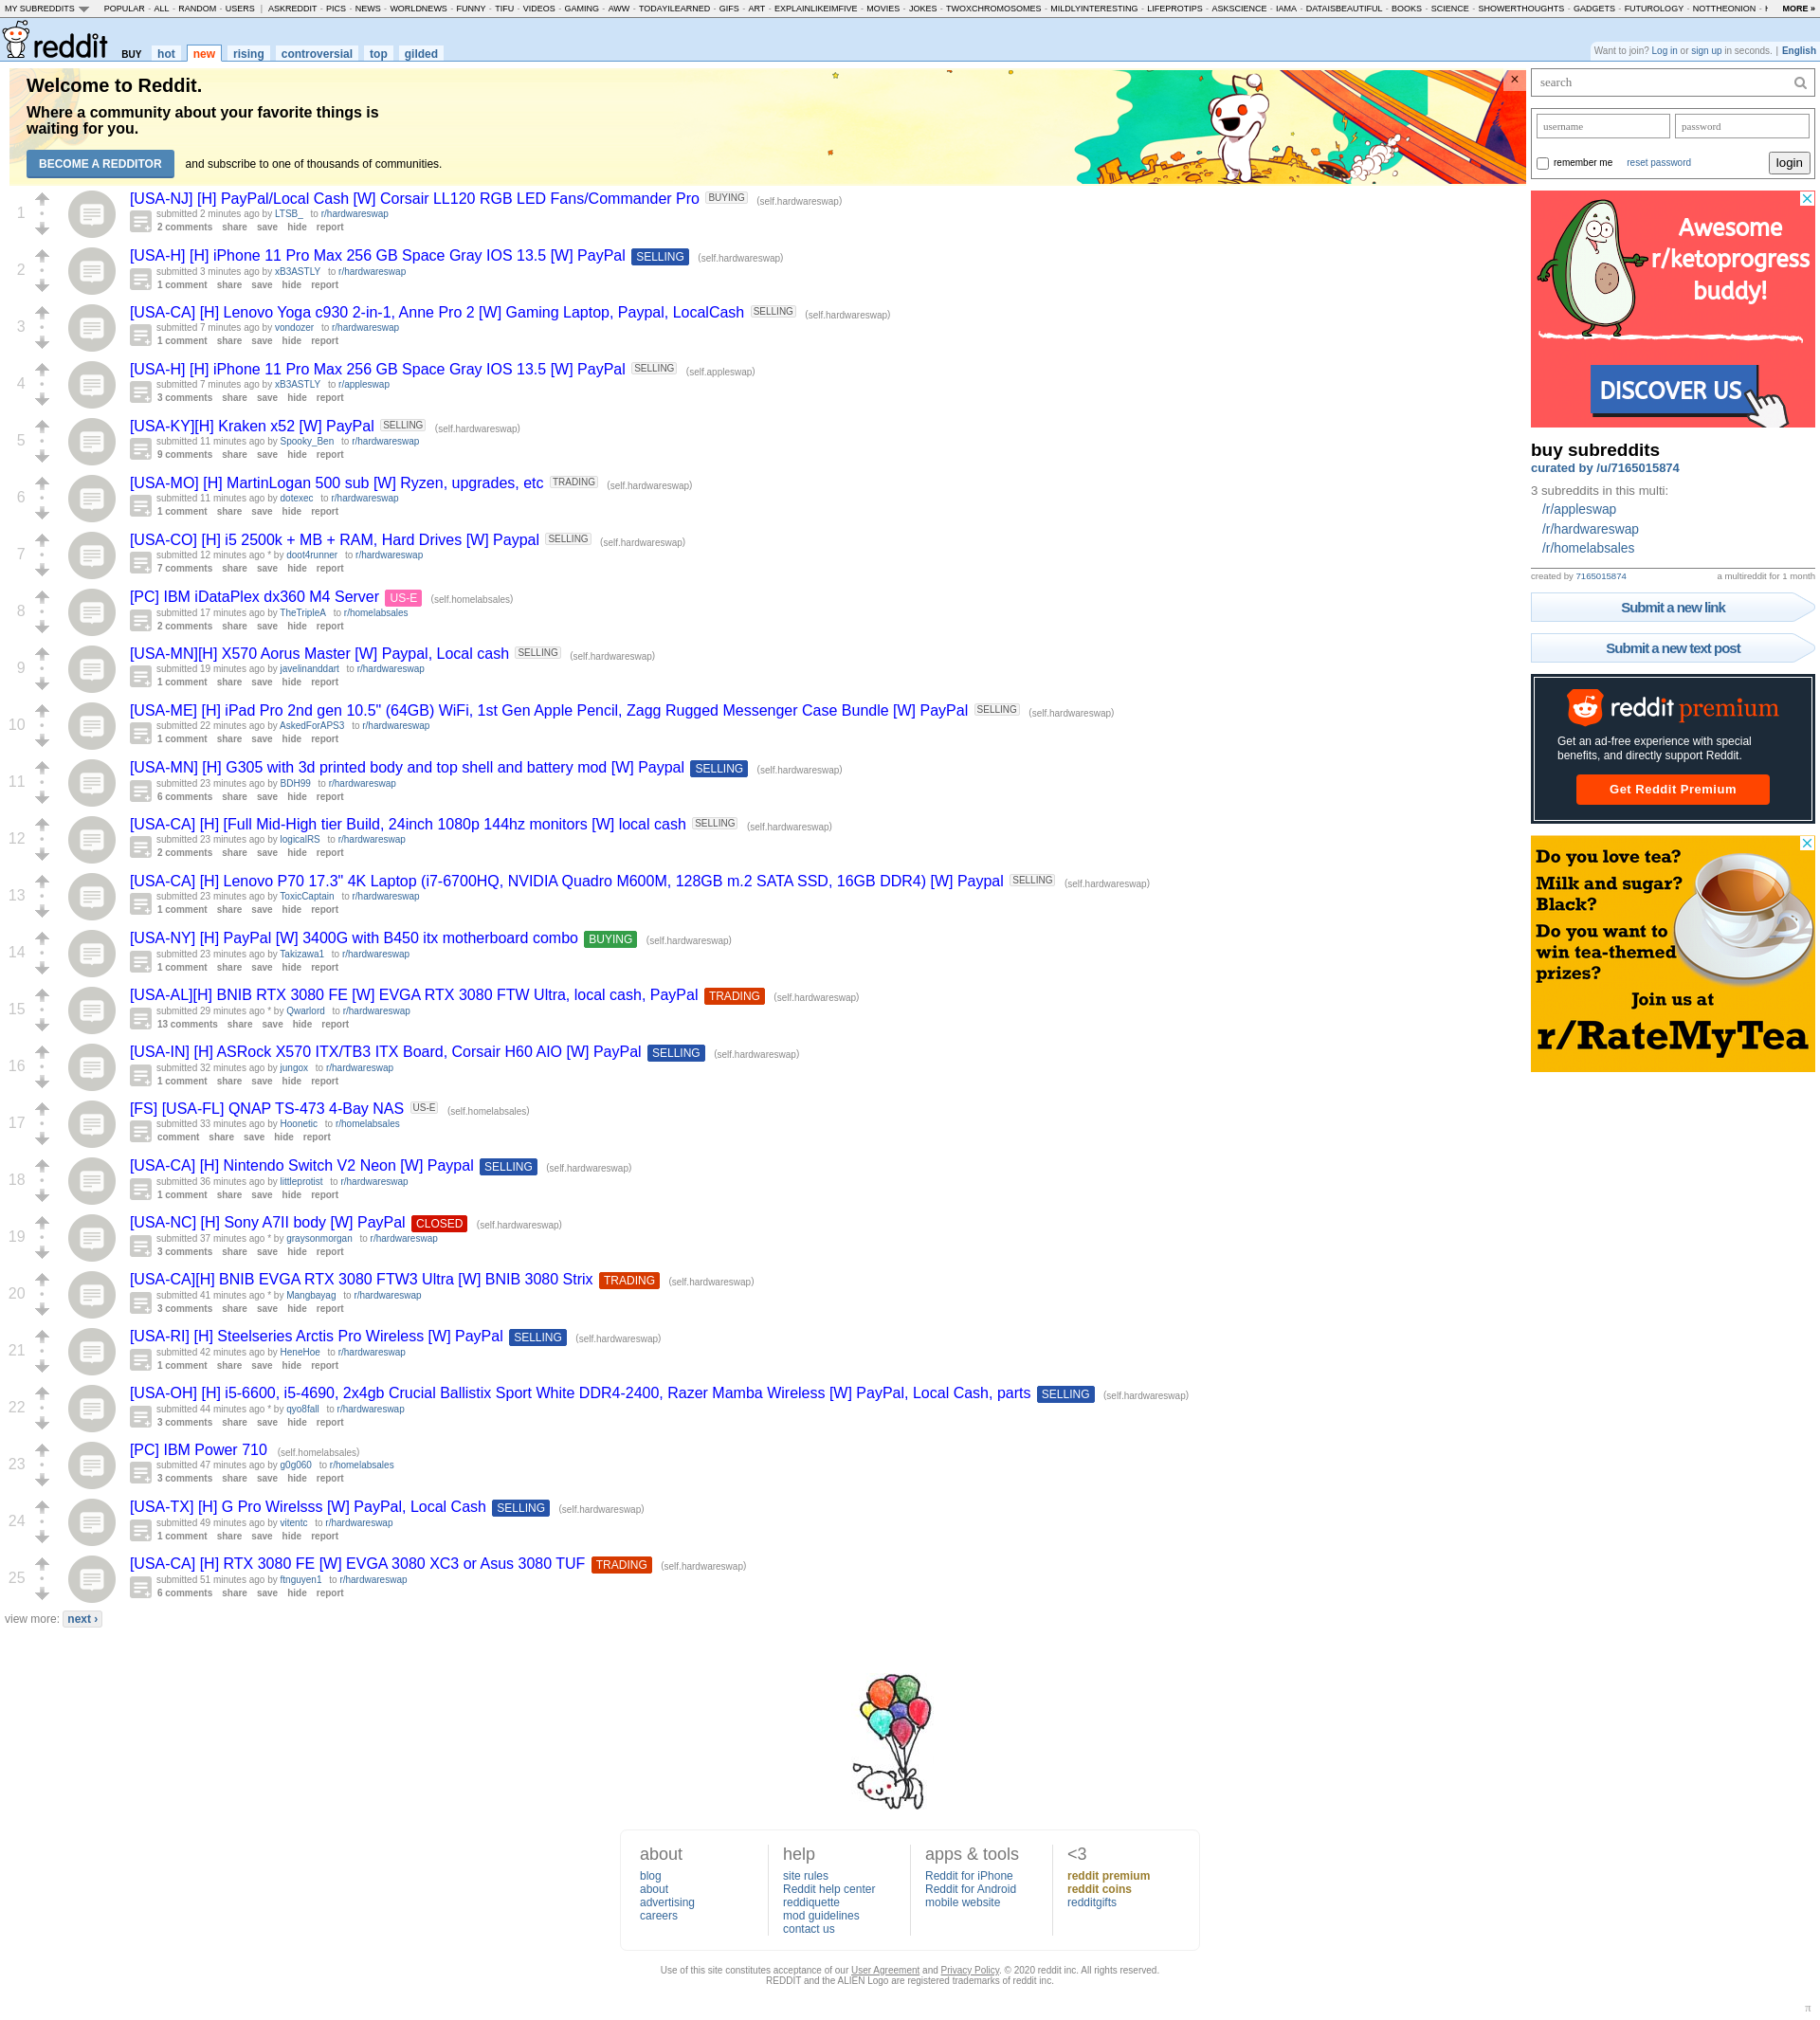 MY SUBREDDITS POPULAR - ALL - RANDOM - USERS | ASKREDDIT - PICS - NEWS - WORLDNEWS - FUNNY - TIFU - VIDEOS - GAMING - AWW - TODAYILEARNED - GIFS - ART - EXPLAINLIKEIMFIVE - MOVIES - JOKES - TWOXCHROMOSOMES - MILDLYINTERESTING - LIFEPROTIPS - ASKSCIENCE - IAMA - DATAISBEAUTIFUL - BOOKS - SCIENCE - SHOWERTHOUGHTS - GADGETS - FUTUROLOGY - NOTTHEONION - MORE »
reddit BUY hot new rising controversial top gilded
Want to join? Log in or sign up in seconds. | English
Welcome to Reddit.
Where a community about your favorite things is
waiting for you.
BECOME A REDDITOR and subscribe to one of thousands of communities.
×
1
[USA-NJ] [H] PayPal/Local Cash [W] Corsair LL120 RGB LED Fans/Commander Pro BUYING (self.hardwareswap)
submitted 2 minutes ago by LTSB_ to r/hardwareswap
2 comments share save hide report
2
[USA-H] [H] iPhone 11 Pro Max 256 GB Space Gray IOS 13.5 [W] PayPal SELLING (self.hardwareswap)
submitted 3 minutes ago by xB3ASTLY to r/hardwareswap
1 comment share save hide report
3
[USA-CA] [H] Lenovo Yoga c930 2-in-1, Anne Pro 2 [W] Gaming Laptop, Paypal, LocalCash SELLING (self.hardwareswap)
submitted 7 minutes ago by vondozer to r/hardwareswap
1 comment share save hide report
4
[USA-H] [H] iPhone 11 Pro Max 256 GB Space Gray IOS 13.5 [W] PayPal SELLING (self.appleswap)
submitted 7 minutes ago by xB3ASTLY to r/appleswap
3 comments share save hide report
5
[USA-KY][H] Kraken x52 [W] PayPal SELLING (self.hardwareswap)
submitted 11 minutes ago by Spooky_Ben to r/hardwareswap
9 comments share save hide report
6
[USA-MO] [H] MartinLogan 500 sub [W] Ryzen, upgrades, etc TRADING (self.hardwareswap)
submitted 11 minutes ago by dotexec to r/hardwareswap
1 comment share save hide report
7
[USA-CO] [H] i5 2500k + MB + RAM, Hard Drives [W] Paypal SELLING (self.hardwareswap)
submitted 12 minutes ago * by doot4runner to r/hardwareswap
7 comments share save hide report
8
[PC] IBM iDataPlex dx360 M4 Server US-E (self.homelabsales)
submitted 17 minutes ago by TheTripleA to r/homelabsales
2 comments share save hide report
9
[USA-MN][H] X570 Aorus Master [W] Paypal, Local cash SELLING (self.hardwareswap)
submitted 19 minutes ago by javelinanddart to r/hardwareswap
1 comment share save hide report
10
[USA-ME] [H] iPad Pro 2nd gen 10.5" (64GB) WiFi, 1st Gen Apple Pencil, Zagg Rugged Messenger Case Bundle [W] PayPal SELLING (self.hardwareswap)
submitted 22 minutes ago by AskedForAPS3 to r/hardwareswap
1 comment share save hide report
11
[USA-MN] [H] G305 with 3d printed body and top shell and battery mod [W] Paypal SELLING (self.hardwareswap)
submitted 23 minutes ago by BDH99 to r/hardwareswap
6 comments share save hide report
12
[USA-CA] [H] [Full Mid-High tier Build, 24inch 1080p 144hz monitors [W] local cash SELLING (self.hardwareswap)
submitted 23 minutes ago by logicalRS to r/hardwareswap
2 comments share save hide report
13
[USA-CA] [H] Lenovo P70 17.3" 4K Laptop (i7-6700HQ, NVIDIA Quadro M600M, 128GB m.2 SATA SSD, 16GB DDR4) [W] Paypal SELLING (self.hardwareswap)
submitted 23 minutes ago by ToxicCaptain to r/hardwareswap
1 comment share save hide report
14
[USA-NY] [H] PayPal [W] 3400G with B450 itx motherboard combo BUYING (self.hardwareswap)
submitted 23 minutes ago by Takizawa1 to r/hardwareswap
1 comment share save hide report
15
[USA-AL][H] BNIB RTX 3080 FE [W] EVGA RTX 3080 FTW Ultra, local cash, PayPal TRADING (self.hardwareswap)
submitted 29 minutes ago * by Qwarlord to r/hardwareswap
13 comments share save hide report
16
[USA-IN] [H] ASRock X570 ITX/TB3 ITX Board, Corsair H60 AIO [W] PayPal SELLING (self.hardwareswap)
submitted 32 minutes ago by jungox to r/hardwareswap
1 comment share save hide report
17
[FS] [USA-FL] QNAP TS-473 4-Bay NAS US-E (self.homelabsales)
submitted 33 minutes ago by Hoonetic to r/homelabsales
comment share save hide report
18
[USA-CA] [H] Nintendo Switch V2 Neon [W] Paypal SELLING (self.hardwareswap)
submitted 36 minutes ago by littleprotist to r/hardwareswap
1 comment share save hide report
19
[USA-NC] [H] Sony A7II body [W] PayPal CLOSED (self.hardwareswap)
submitted 37 minutes ago * by graysonmorgan to r/hardwareswap
3 comments share save hide report
20
[USA-CA][H] BNIB EVGA RTX 3080 FTW3 Ultra [W] BNIB 3080 Strix TRADING (self.hardwareswap)
submitted 41 minutes ago * by Mangbayag to r/hardwareswap
3 comments share save hide report
21
[USA-RI] [H] Steelseries Arctis Pro Wireless [W] PayPal SELLING (self.hardwareswap)
submitted 42 minutes ago by HeneHoe to r/hardwareswap
1 comment share save hide report
22
[USA-OH] [H] i5-6600, i5-4690, 2x4gb Crucial Ballistix Sport White DDR4-2400, Razer Mamba Wireless [W] PayPal, Local Cash, parts SELLING (self.hardwareswap)
submitted 44 minutes ago * by qyo8fall to r/hardwareswap
3 comments share save hide report
23
[PC] IBM Power 710 (self.homelabsales)
submitted 47 minutes ago by g0g060 to r/homelabsales
3 comments share save hide report
24
[USA-TX] [H] G Pro Wirelsss [W] PayPal, Local Cash SELLING (self.hardwareswap)
submitted 49 minutes ago by vitentc to r/hardwareswap
1 comment share save hide report
25
[USA-CA] [H] RTX 3080 FE [W] EVGA 3080 XC3 or Asus 3080 TUF TRADING (self.hardwareswap)
submitted 51 minutes ago by ftnguyen1 to r/hardwareswap
6 comments share save hide report
view more: next ›
search
username password
remember me reset password login
Awesome
r/ketoprogress
buddy!
DISCOVER US
buy subreddits
curated by /u/7165015874
3 subreddits in this multi:
/r/appleswap
/r/hardwareswap
/r/homelabsales
created by 7165015874 a multireddit for 1 month
Submit a new link
Submit a new text post
reddit premium
Get an ad-free experience with special
benefits, and directly support Reddit.
Get Reddit Premium
Do you love tea?
Milk and sugar?
Black?
Do you want to
win tea-themed
prizes?
Join us at
r/RateMyTea
about
blog
about
advertising
careers
help
site rules
Reddit help center
reddiquette
mod guidelines
contact us
apps & tools
Reddit for iPhone
Reddit for Android
mobile website
<3
reddit premium
reddit coins
redditgifts
Use of this site constitutes acceptance of our User Agreement and Privacy Policy. © 2020 reddit inc. All rights reserved.
REDDIT and the ALIEN Logo are registered trademarks of reddit inc.
π